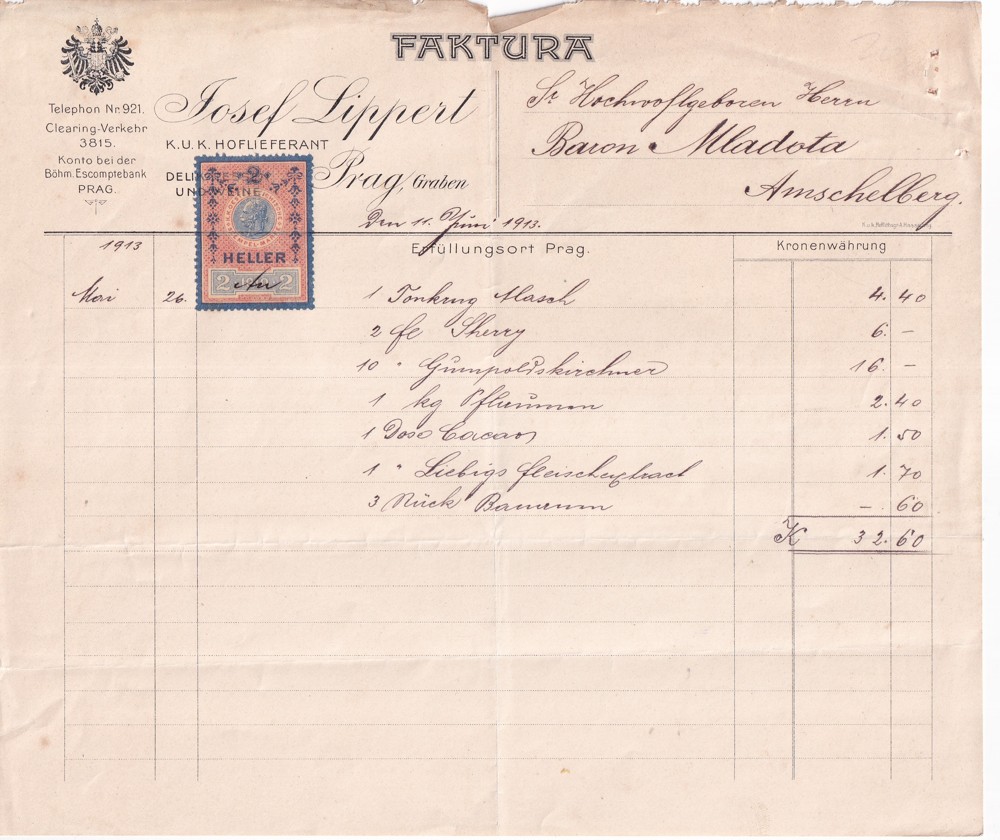 FAKTURA
Telephon Nr. 921.
Clearing-Verkehr
3815.
Konto bei der
Böhm. Escomptebank
PRAG.
Josef Lippert
K.U.K. HOFLIEFERANT
Prag, Graben
Sr Hochwohlgeboren Herrn
Baron Mladota
Amschelberg.
2
HELLER
2 1910 2
Den 11. Juni 1913.
1913 Erfüllungsort Prag. Kronenwährung
Mai 26. 1 Tonkrug 4.40
2 fl Sherry 6.–
10 " Gumpoldskirchner 16.–
1 kg Pflaumen 2.40
1 Dose Cacao 1.50
1 " Liebigs Fleischextract 1.70
3 Stück Bananen –.60
K 32.60